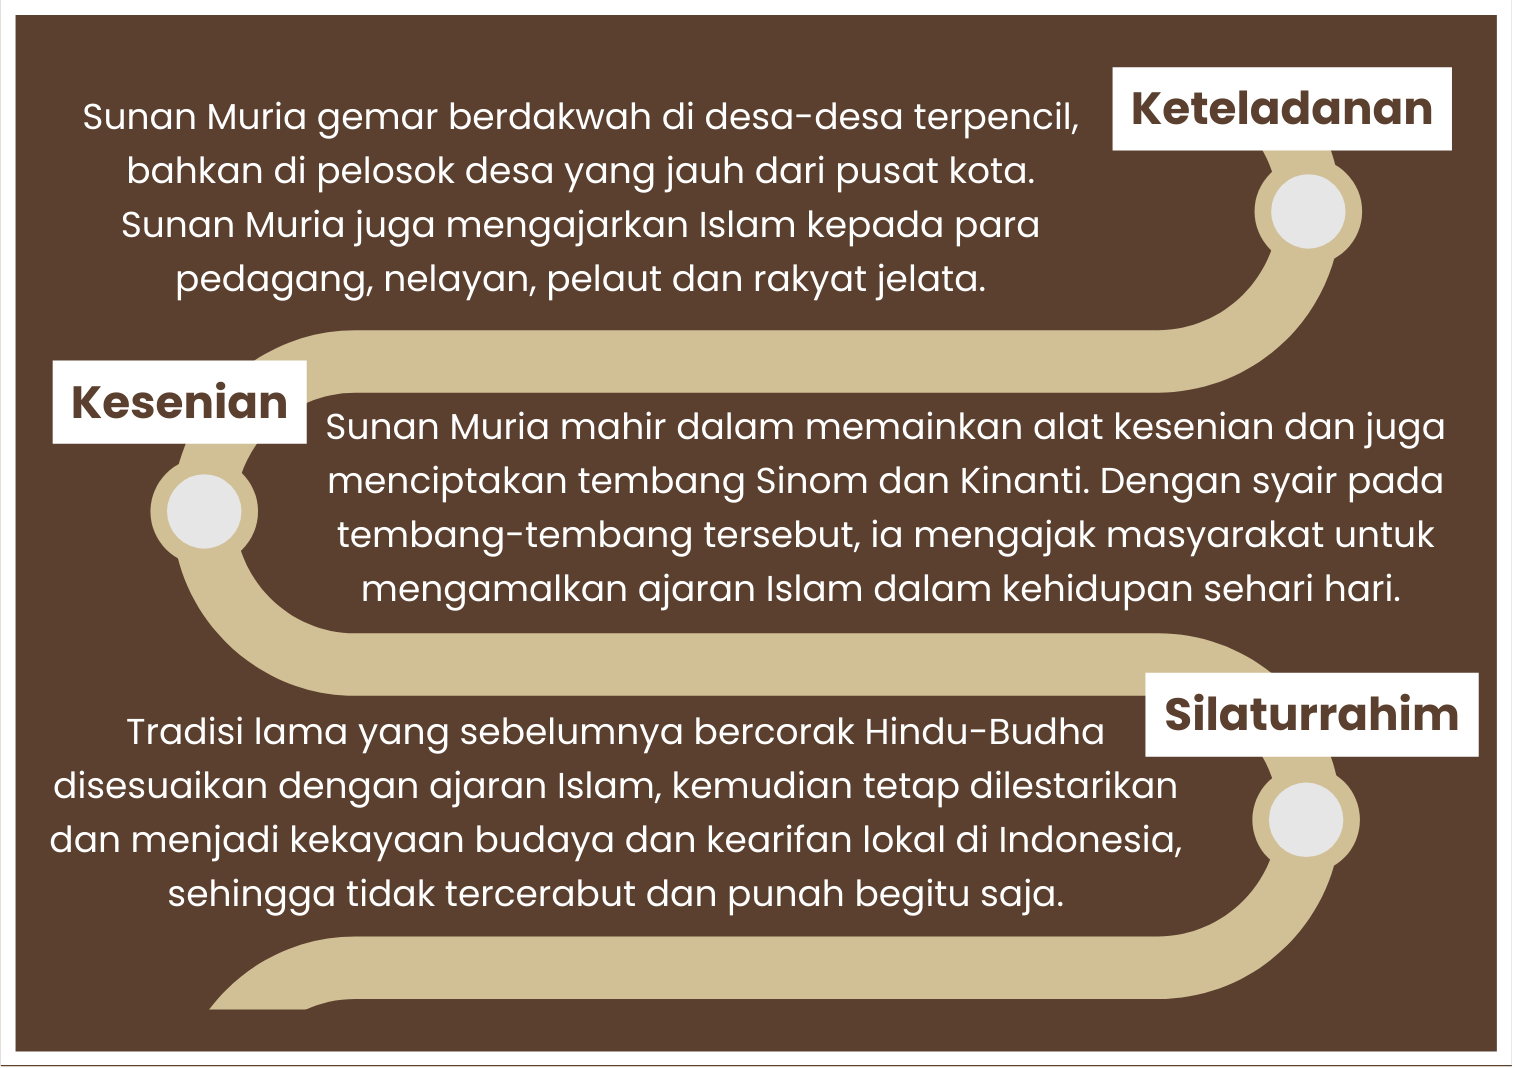 Keteladanan
Sunan Muria gemar berdakwah di desa-desa terpencil,
bahkan di pelosok desa yang jauh dari pusat kota.
Sunan Muria juga mengajarkan Islam kepada para
pedagang, nelayan, pelaut dan rakyat jelata.
Kesenian
Sunan Muria mahir dalam memainkan alat kesenian dan juga
menciptakan tembang Sinom dan Kinanti. Dengan syair pada
tembang-tembang tersebut, ia mengajak masyarakat untuk
mengamalkan ajaran Islam dalam kehidupan sehari hari.
Silaturrahim
Tradisi lama yang sebelumnya bercorak Hindu-Budha
disesuaikan dengan ajaran Islam, kemudian tetap dilestarikan
dan menjadi kekayaan budaya dan kearifan lokal di Indonesia,
sehingga tidak tercerabut dan punah begitu saja.